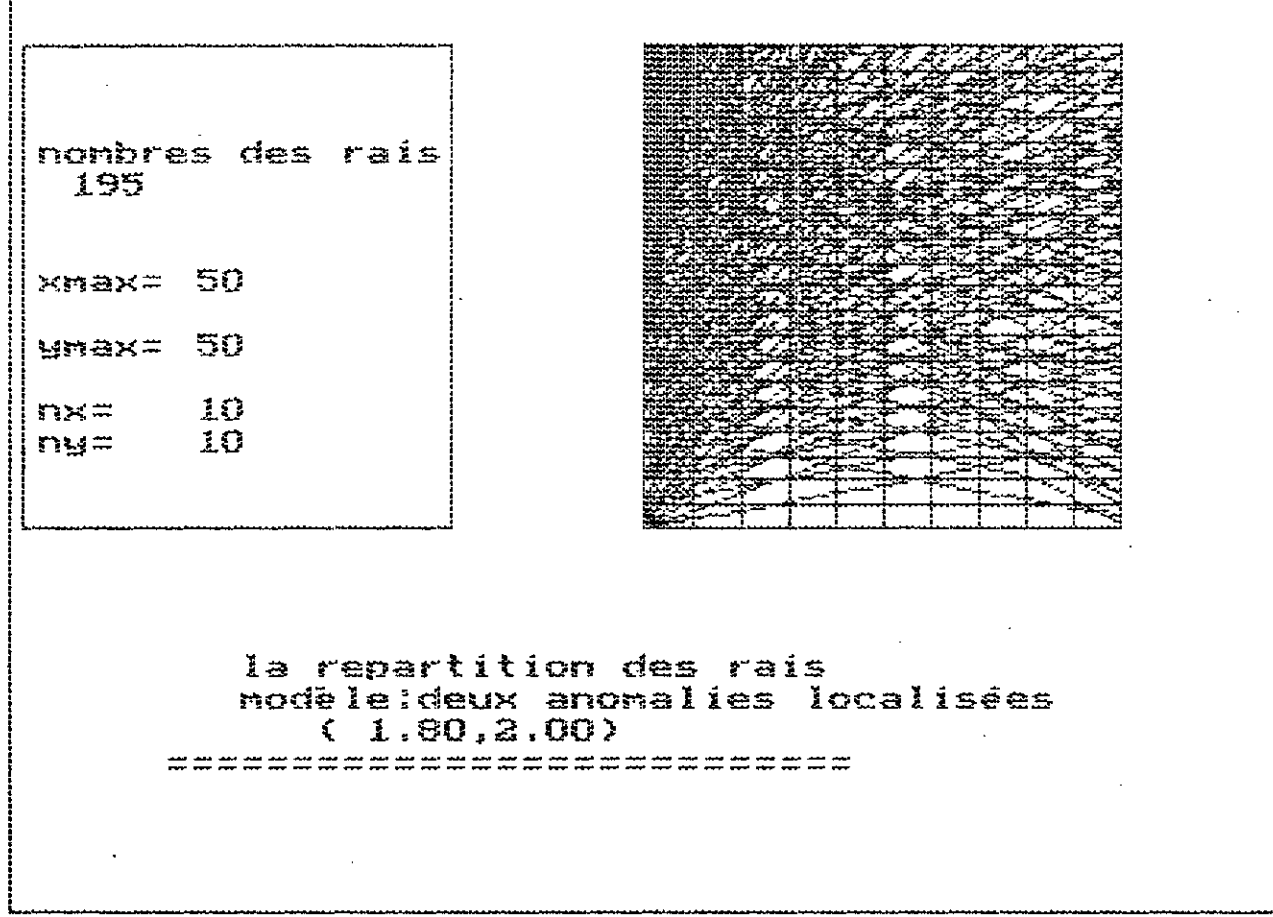 nombres des rais
195
xmax= 50
ymax= 50
nx= 10
ny= 10
la repartition des rais
modèle:deux anomalies localisées
( 1.80,2.00)
===========================